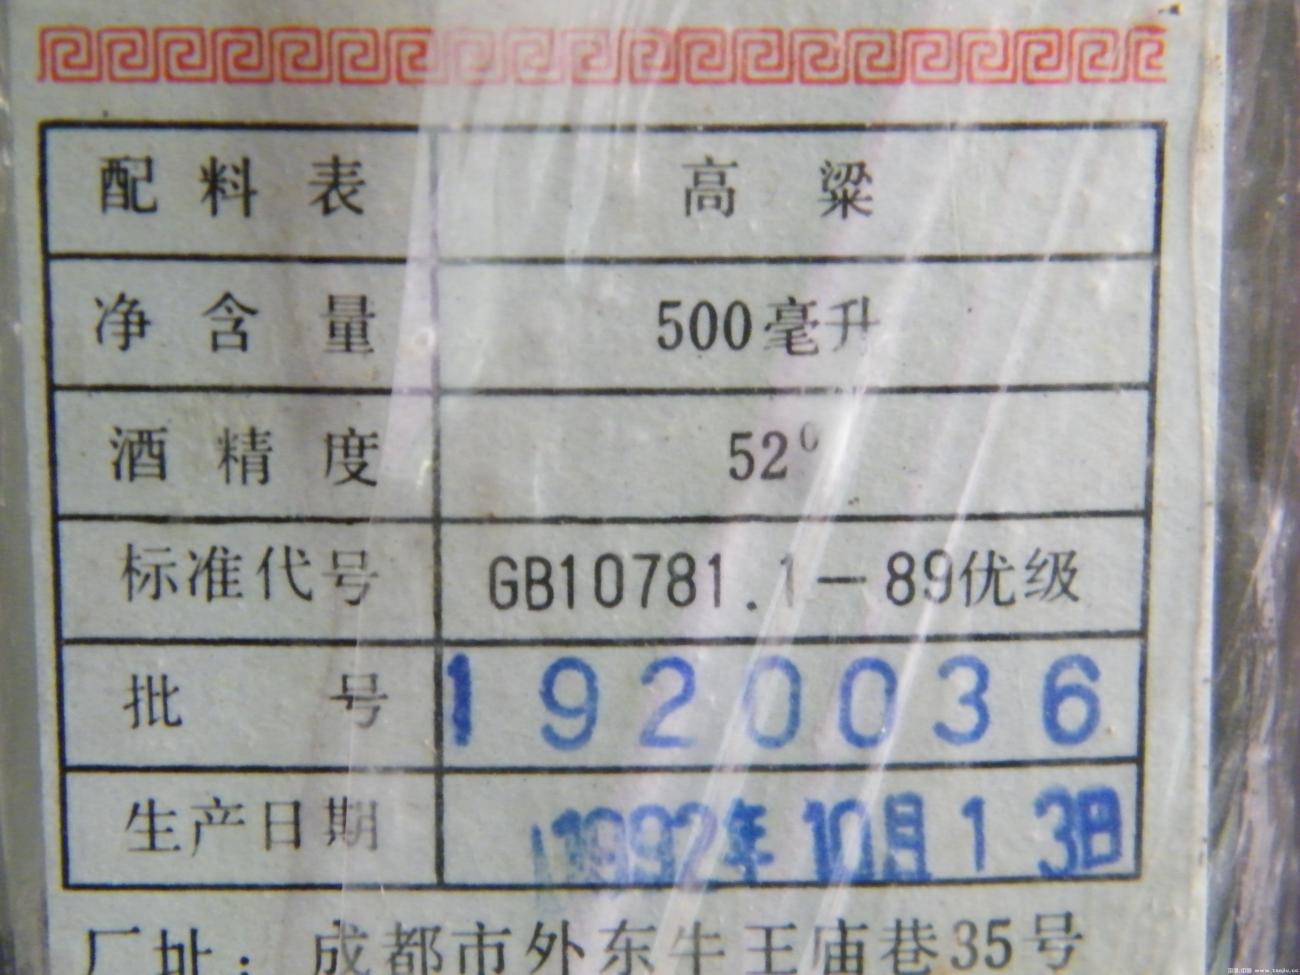 配料表 高粱
净含量 500毫升
酒精度 52⁰
标准代号 GB10781.1—89优级
批号 1920036
生产日期 1992年10月13日
厂址：成都市外东牛王庙巷35号